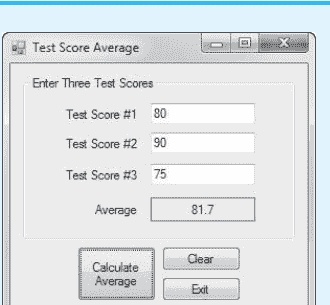 Test Score Average
Enter Three Test Scores
Test Score #1 80
Test Score #2 90
Test Score #3 75
Average 81.7
Calculate
Average
Clear
Exit